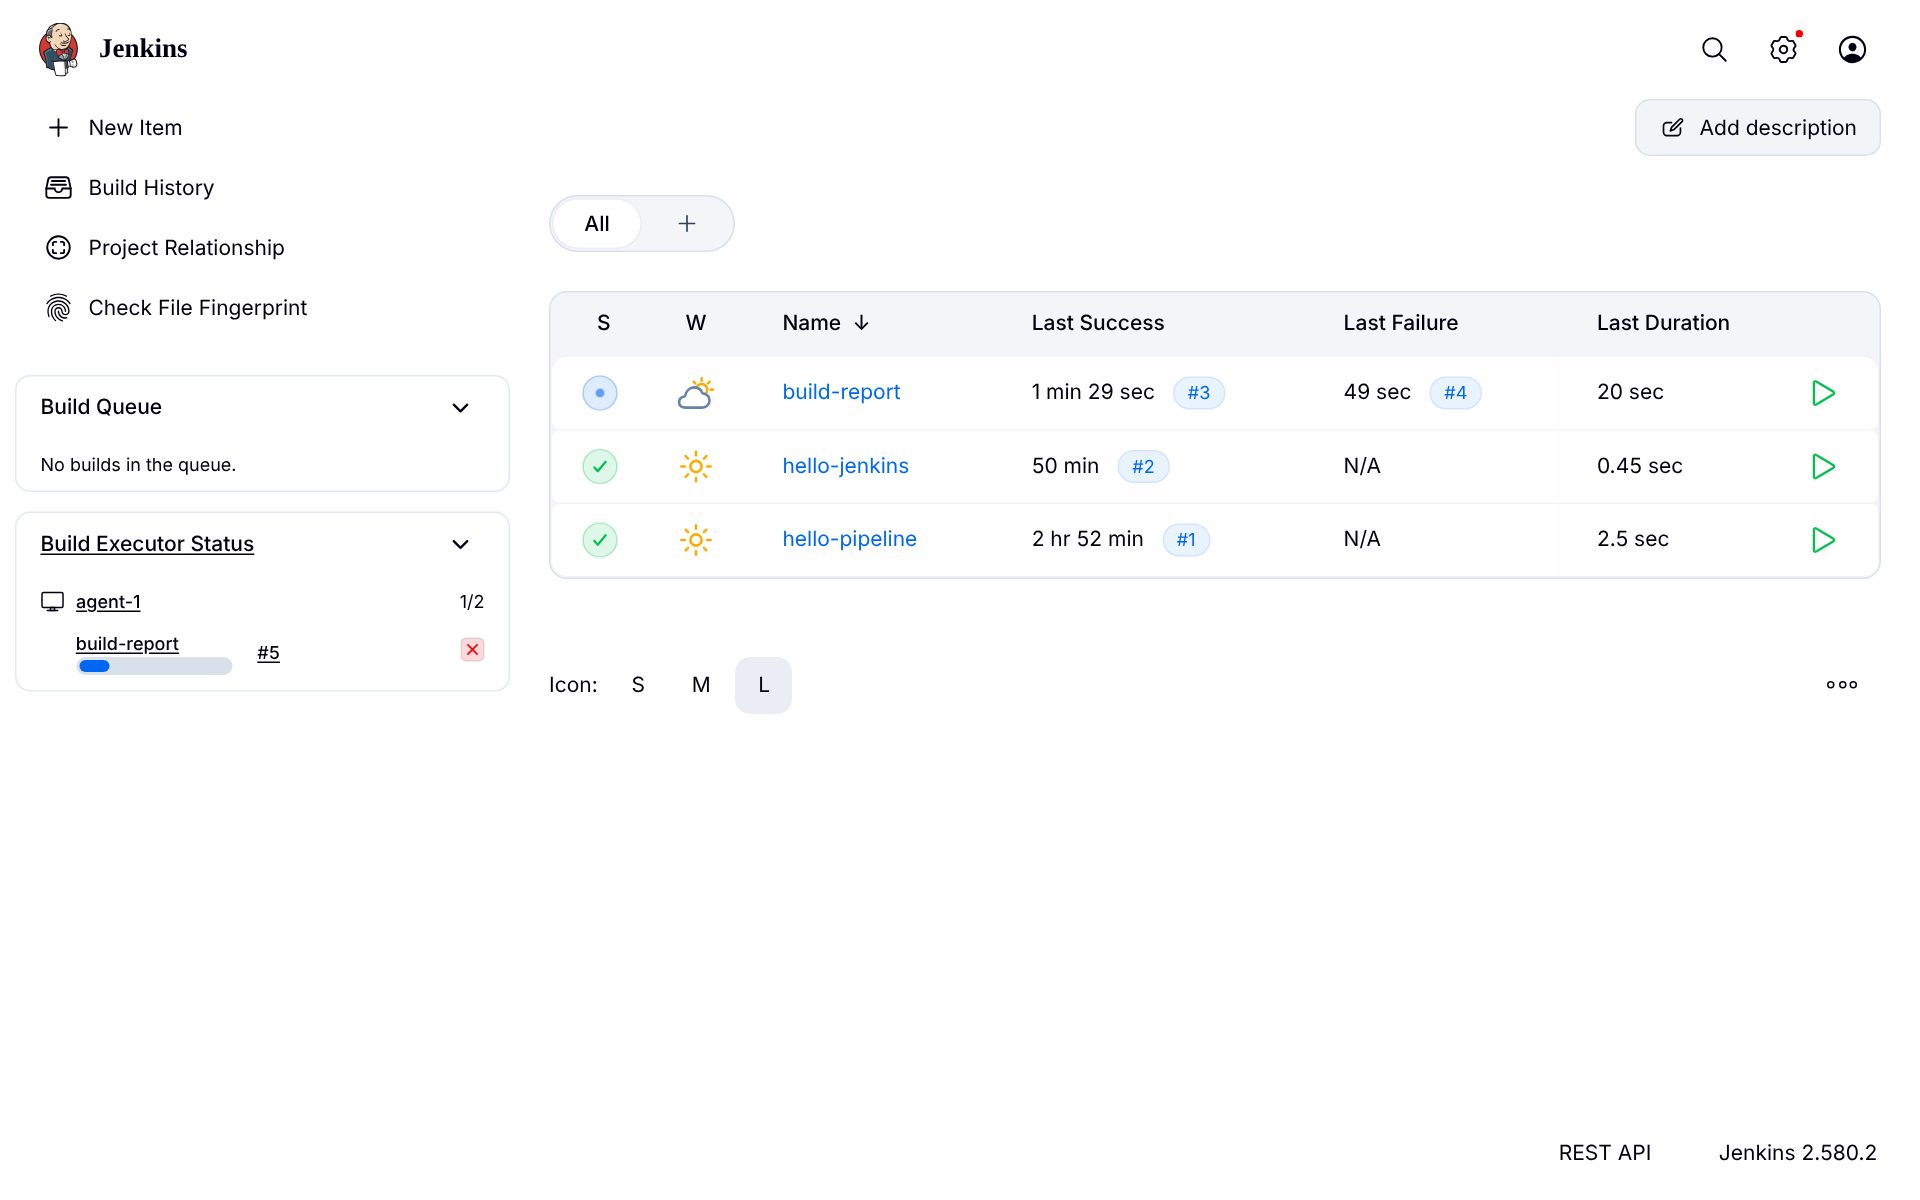 Jenkins
New Item
Build History
Project Relationship
Check File Fingerprint
Build Queue
No builds in the queue.
Build Executor Status
agent-1 1/2
build-report #5
Add description
All
S W Name Last Success Last Failure Last Duration
build-report 1 min 29 sec #3 49 sec #4 20 sec
hello-jenkins 50 min #2 N/A 0.45 sec
hello-pipeline 2 hr 52 min #1 N/A 2.5 sec
Icon: S M L
REST API Jenkins 2.580.2